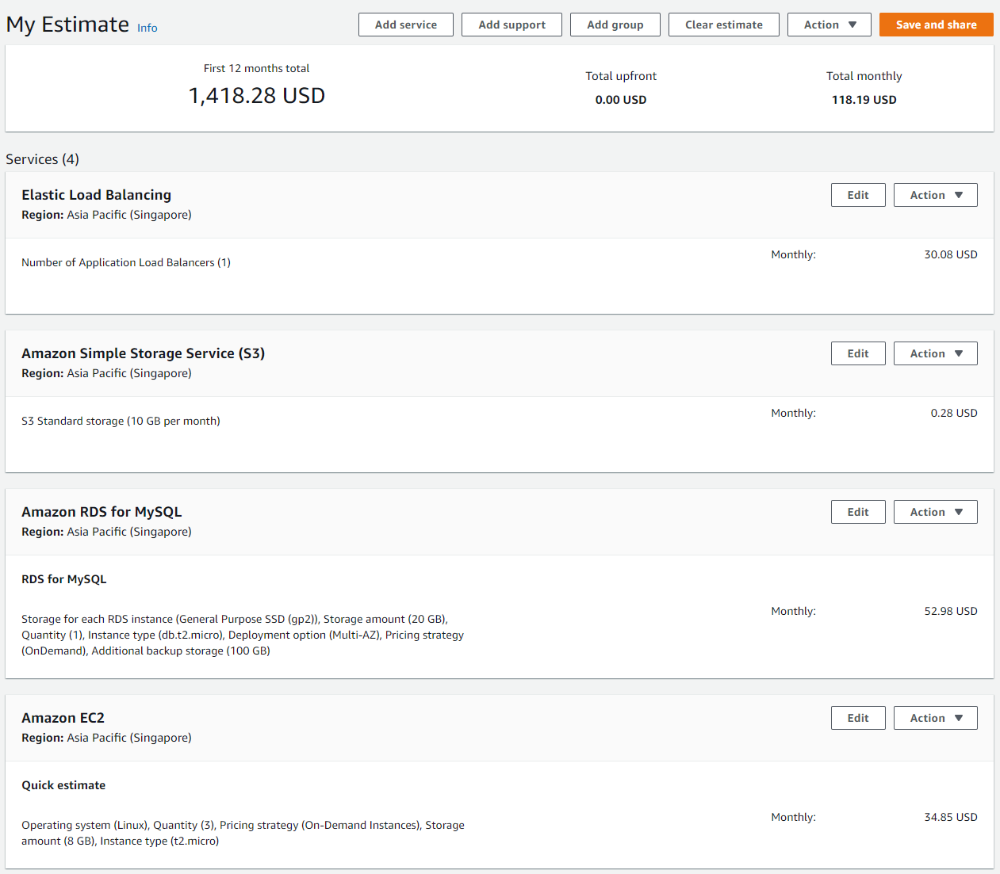 My Estimate Info
Add service Add support Add group Clear estimate Action Save and share
First 12 months total
1,418.28 USD
Total upfront
0.00 USD
Total monthly
118.19 USD
Services (4)
Elastic Load Balancing
Region: Asia Pacific (Singapore)
Edit Action
Number of Application Load Balancers (1)
Monthly: 30.08 USD
Amazon Simple Storage Service (S3)
Region: Asia Pacific (Singapore)
Edit Action
S3 Standard storage (10 GB per month)
Monthly: 0.28 USD
Amazon RDS for MySQL
Region: Asia Pacific (Singapore)
Edit Action
RDS for MySQL
Storage for each RDS instance (General Purpose SSD (gp2)), Storage amount (20 GB),
Quantity (1), Instance type (db.t2.micro), Deployment option (Multi-AZ), Pricing strategy
(OnDemand), Additional backup storage (100 GB)
Monthly: 52.98 USD
Amazon EC2
Region: Asia Pacific (Singapore)
Edit Action
Quick estimate
Operating system (Linux), Quantity (3), Pricing strategy (On-Demand Instances), Storage
amount (8 GB), Instance type (t2.micro)
Monthly: 34.85 USD